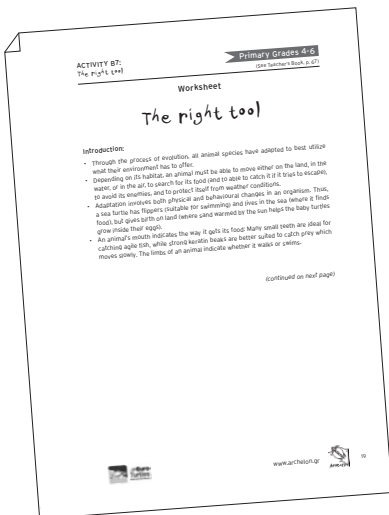 ACTIVITY B7:
The right tool
Primary Grades 4-6
(See Teacher's Book, p. 67)
Worksheet
The right tool
Introduction:
• Through the process of evolution, all animal species have adapted to best utilize
what their environment has to offer.
• Depending on its habitat, an animal must be able to move either on the land, in the
water, or in the air, to search for its food (and to able to catch it if it tries to escape),
to avoid its enemies, and to protect itself from weather conditions.
• Adaptation involves both physical and behavioural changes in an organism. Thus,
a sea turtle has flippers (suitable for swimming) and lives in the sea (where it finds
food), but gives birth on land (where sand warmed by the sun helps the baby turtles
grow inside their eggs).
• An animal's mouth indicates the way it gets its food. Many small teeth are ideal for
catching agile fish, while strong keratin beaks are better suited to catch prey which
moves slowly. The limbs of an animal indicate whether it walks or swims.
(continued on next page)
www.archelon.gr